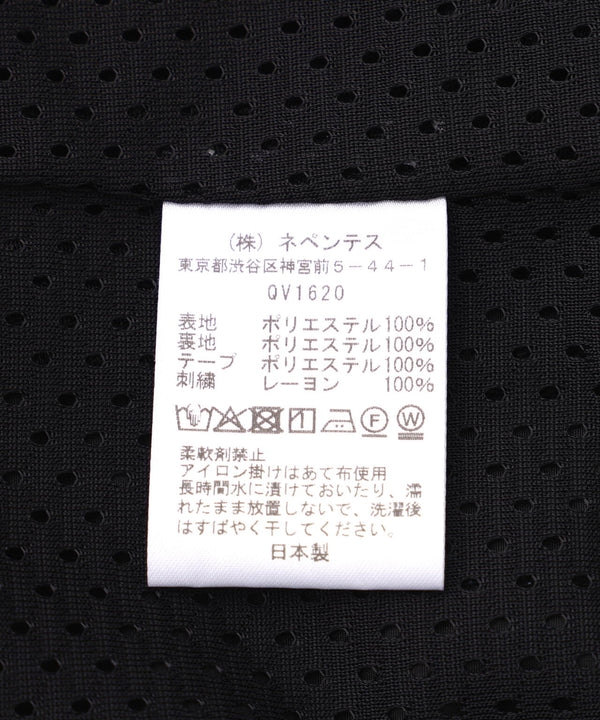 (株) ネペンテス
東京都渋谷区神宮前5-44-1
QV1620
表地 ポリエステル100%
裏地 ポリエステル100%
テープ ポリエステル100%
刺繍 レーヨン 100%
F W
柔軟剤禁止
アイロン掛けはあて布使用
長時間水に漬けておいたり、濡
れたまま放置しないで、洗濯後
はすばやく干してください。
日本製